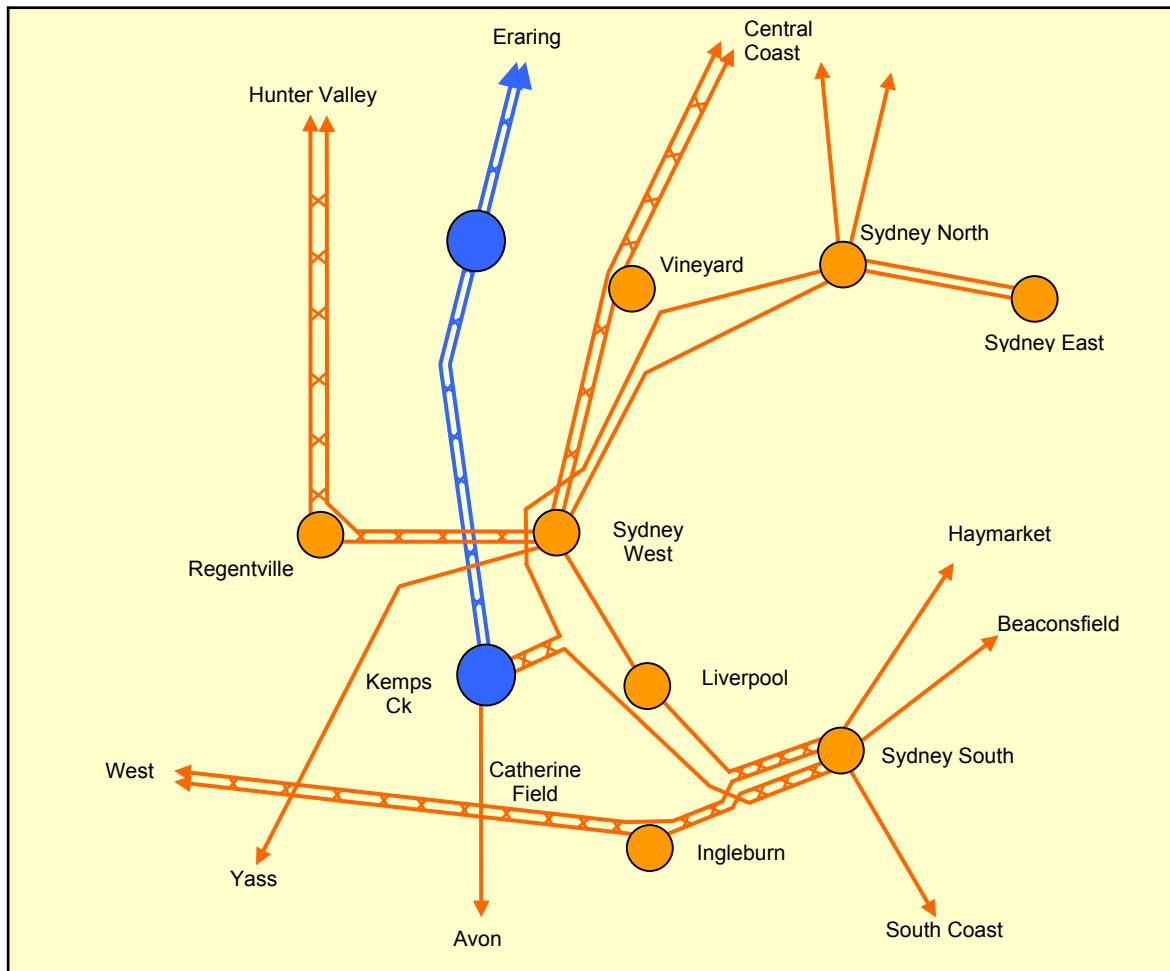 Eraring
Central
Coast
Hunter Valley
Sydney North
Vineyard
Sydney East
Sydney
West
Haymarket
Regentville
Beaconsfield
Kemps
Ck
Liverpool
Sydney South
West
Catherine
Field
Ingleburn
Yass
Avon
South Coast